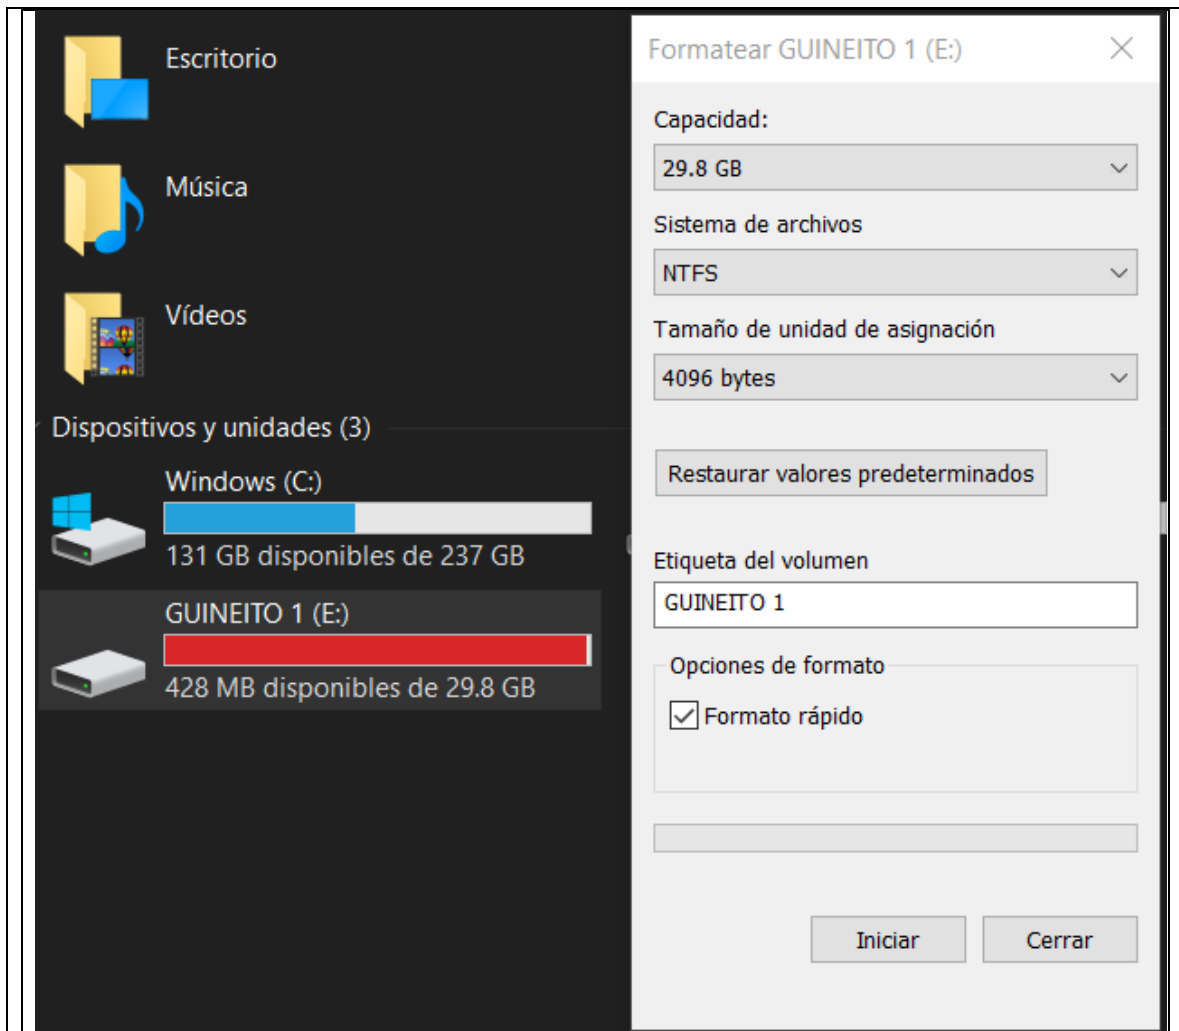 Escritorio
Música
Vídeos
Dispositivos y unidades (3)
Windows (C:)
131 GB disponibles de 237 GB
GUINEITO 1 (E:)
428 MB disponibles de 29.8 GB
Formatear GUINEITO 1 (E:)
Capacidad:
29.8 GB
Sistema de archivos
NTFS
Tamaño de unidad de asignación
4096 bytes
Restaurar valores predeterminados
Etiqueta del volumen
GUINEITO 1
Opciones de formato
Formato rápido
Iniciar
Cerrar